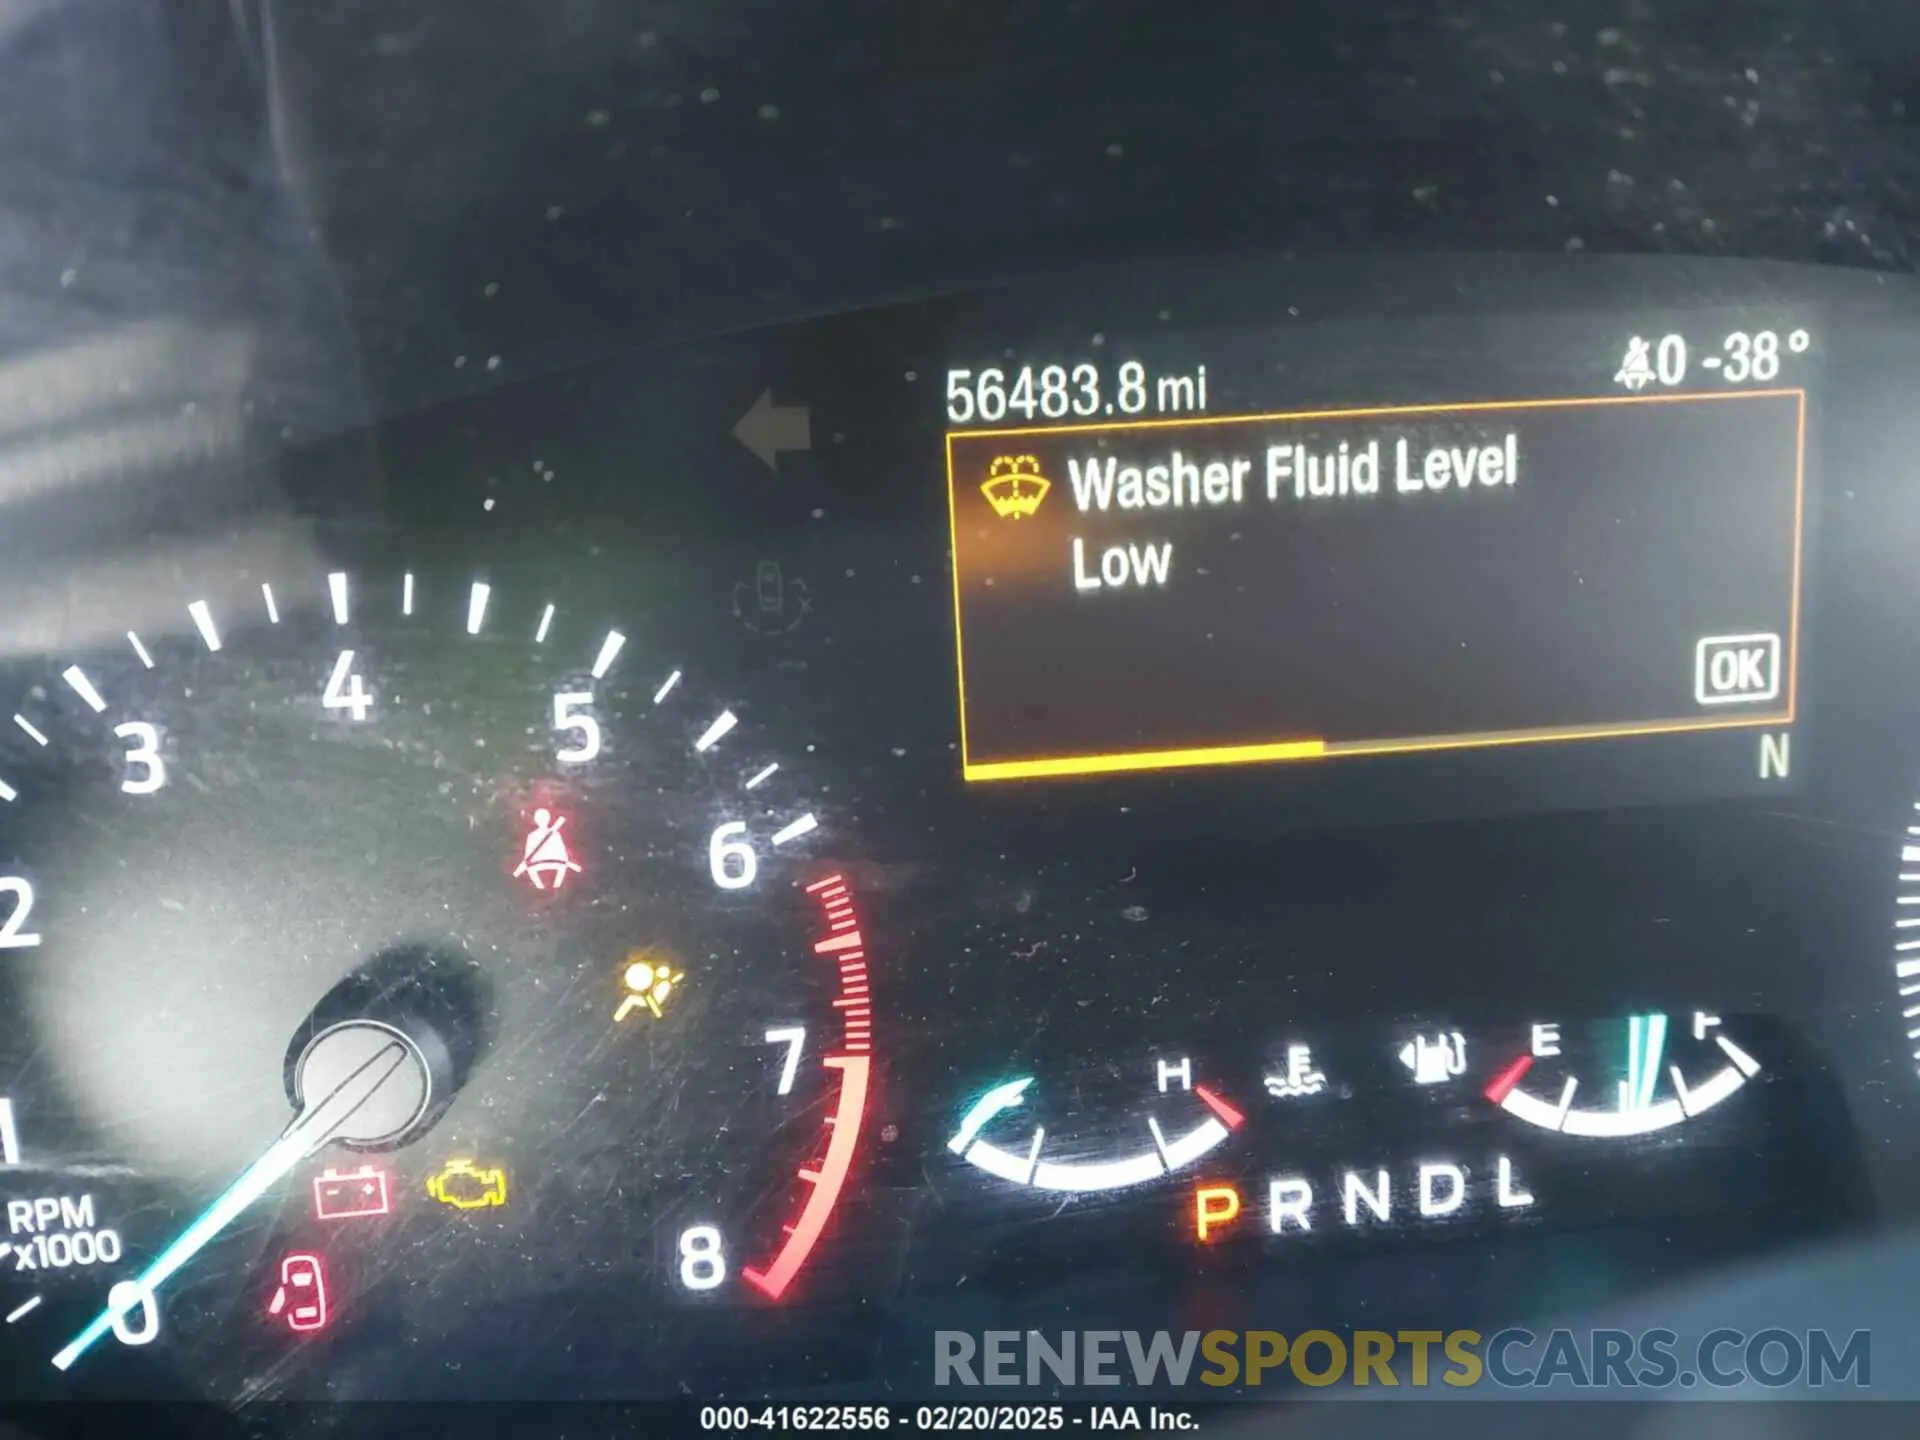 56483.8 mi
0 -38°
Washer Fluid Level
Low
OK
N
1
2
3
4
5
6
7
8
0
RPM
x1000
H
E
F
P R N D L
RENEWSPORTSCARS.COM
000-41622556 - 02/20/2025 - IAA Inc.